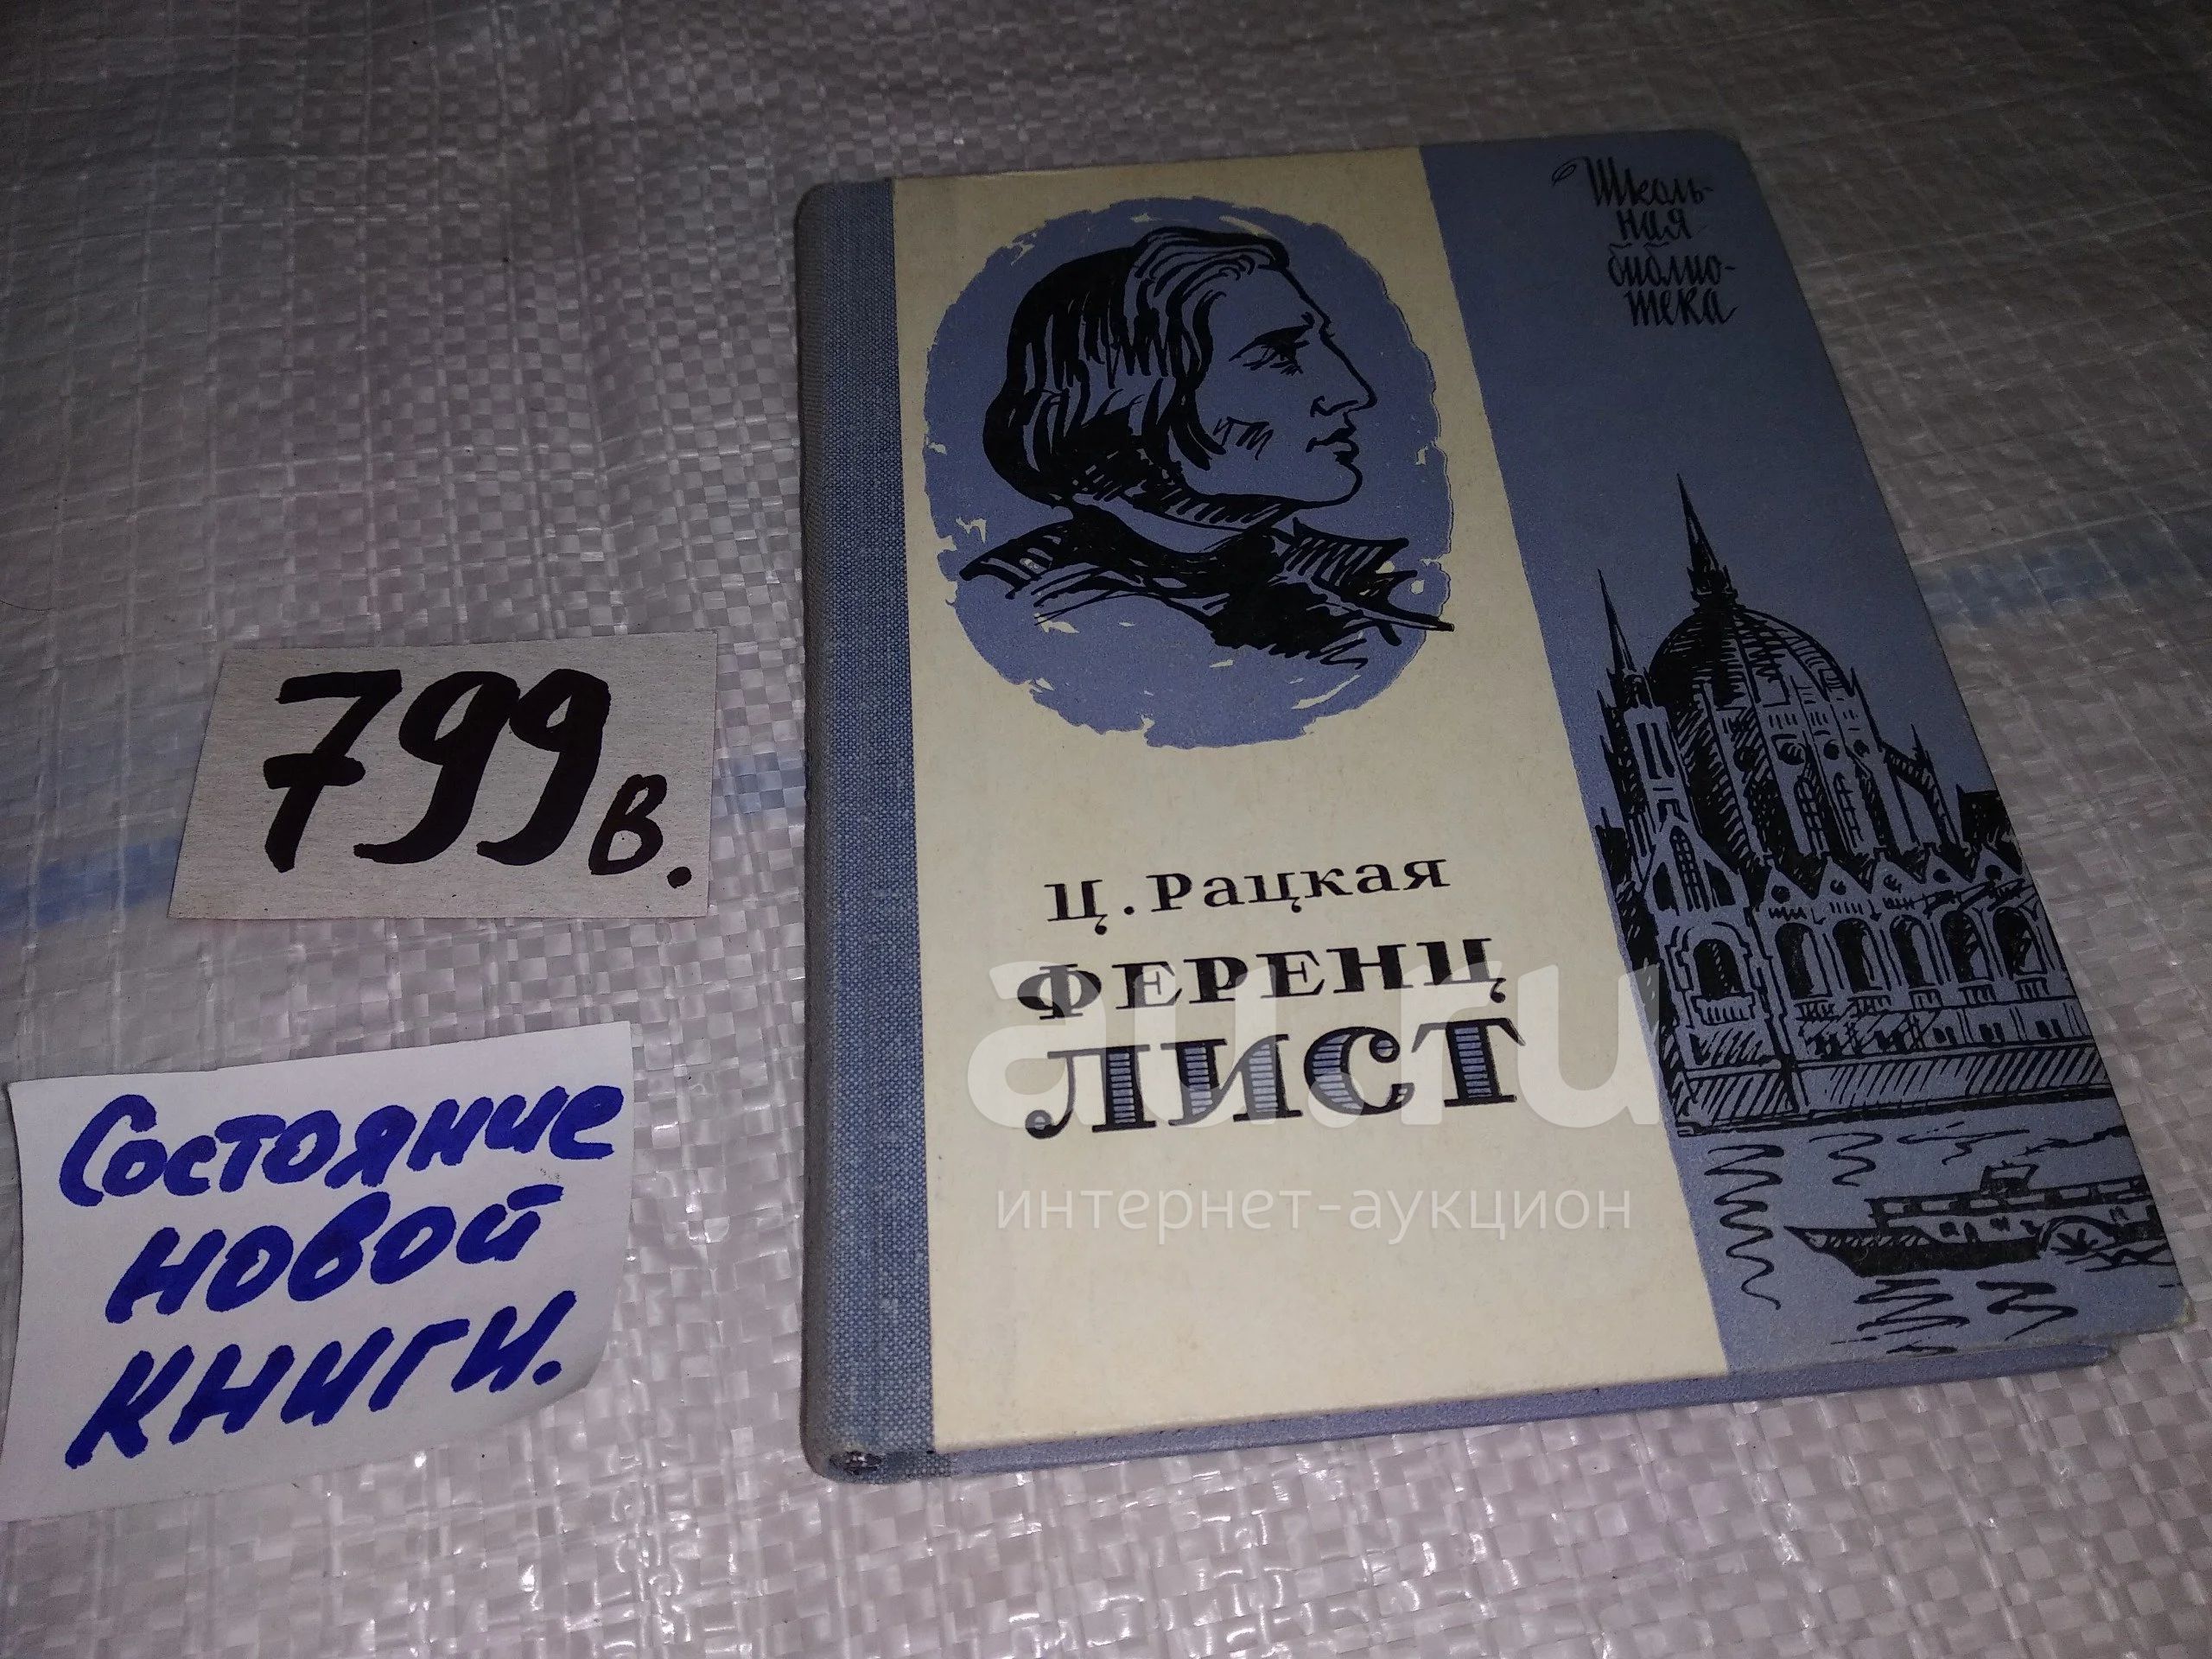 Школь-
ная
библио-
тека
799в.
Ц. Рацкая
ФЕРЕНЦ
ЛИСТ
au.ru
интернет-аукцион
Состояние
новой
книги.